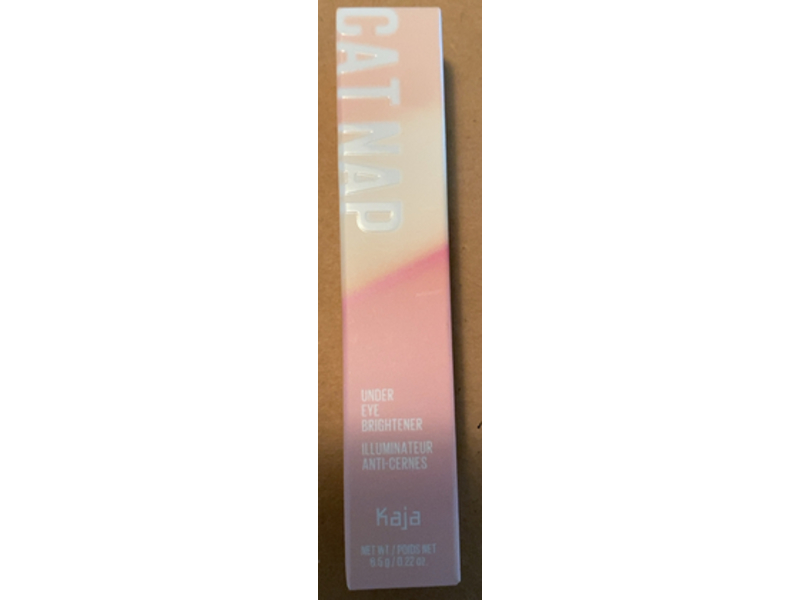 CAT NAP
UNDER
EYE
BRIGHTENER
ILLUMINATEUR
ANTI-CERNES
Kaja
NET WT. / POIDS NET
6.5 g / 0.22 oz.